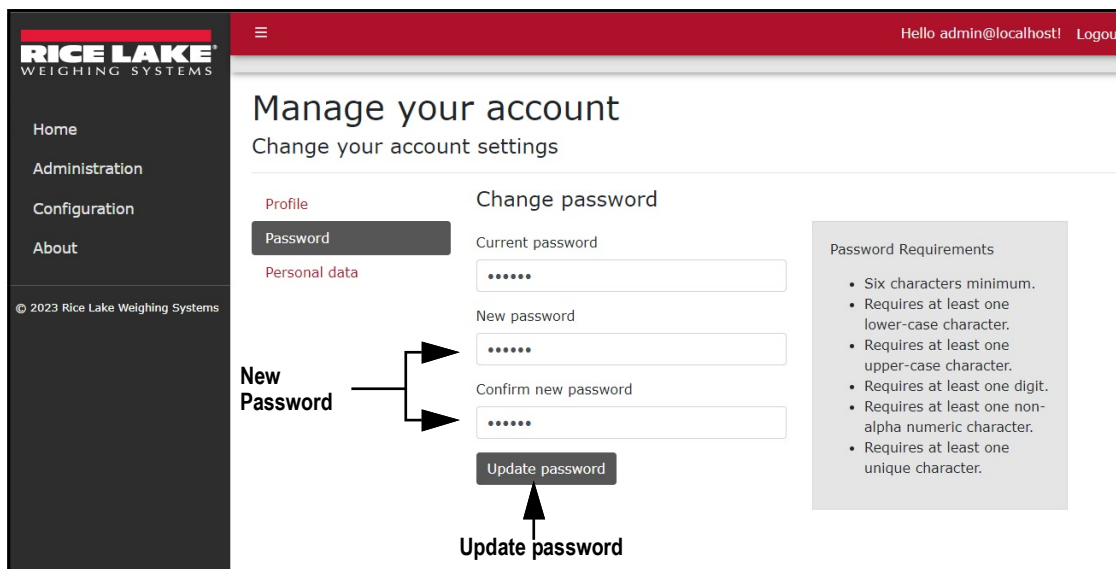 RICE LAKE®
WEIGHING SYSTEMS
Home
Administration
Configuration
About
© 2023 Rice Lake Weighing Systems
☰
Hello admin@localhost! Logou
Manage your account
Change your account settings
Profile
Password
Personal data
Change password
Current password
••••••
New password
••••••
Confirm new password
••••••
Update password
New
Password
Update password
Password Requirements
• Six characters minimum.
• Requires at least one
lower-case character.
• Requires at least one
upper-case character.
• Requires at least one digit.
• Requires at least one non-
alpha numeric character.
• Requires at least one
unique character.